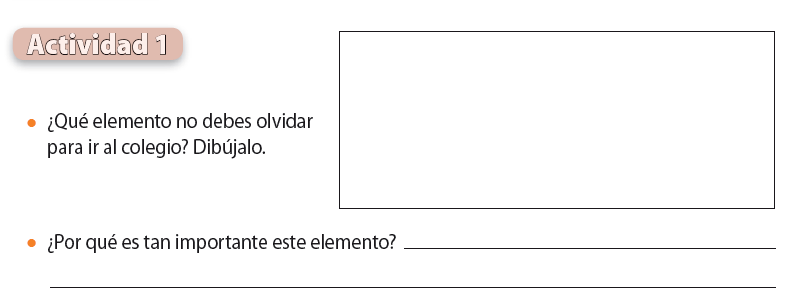 Actividad 1
• ¿Qué elemento no debes olvidar
para ir al colegio? Dibújalo.
• ¿Por qué es tan importante este elemento?